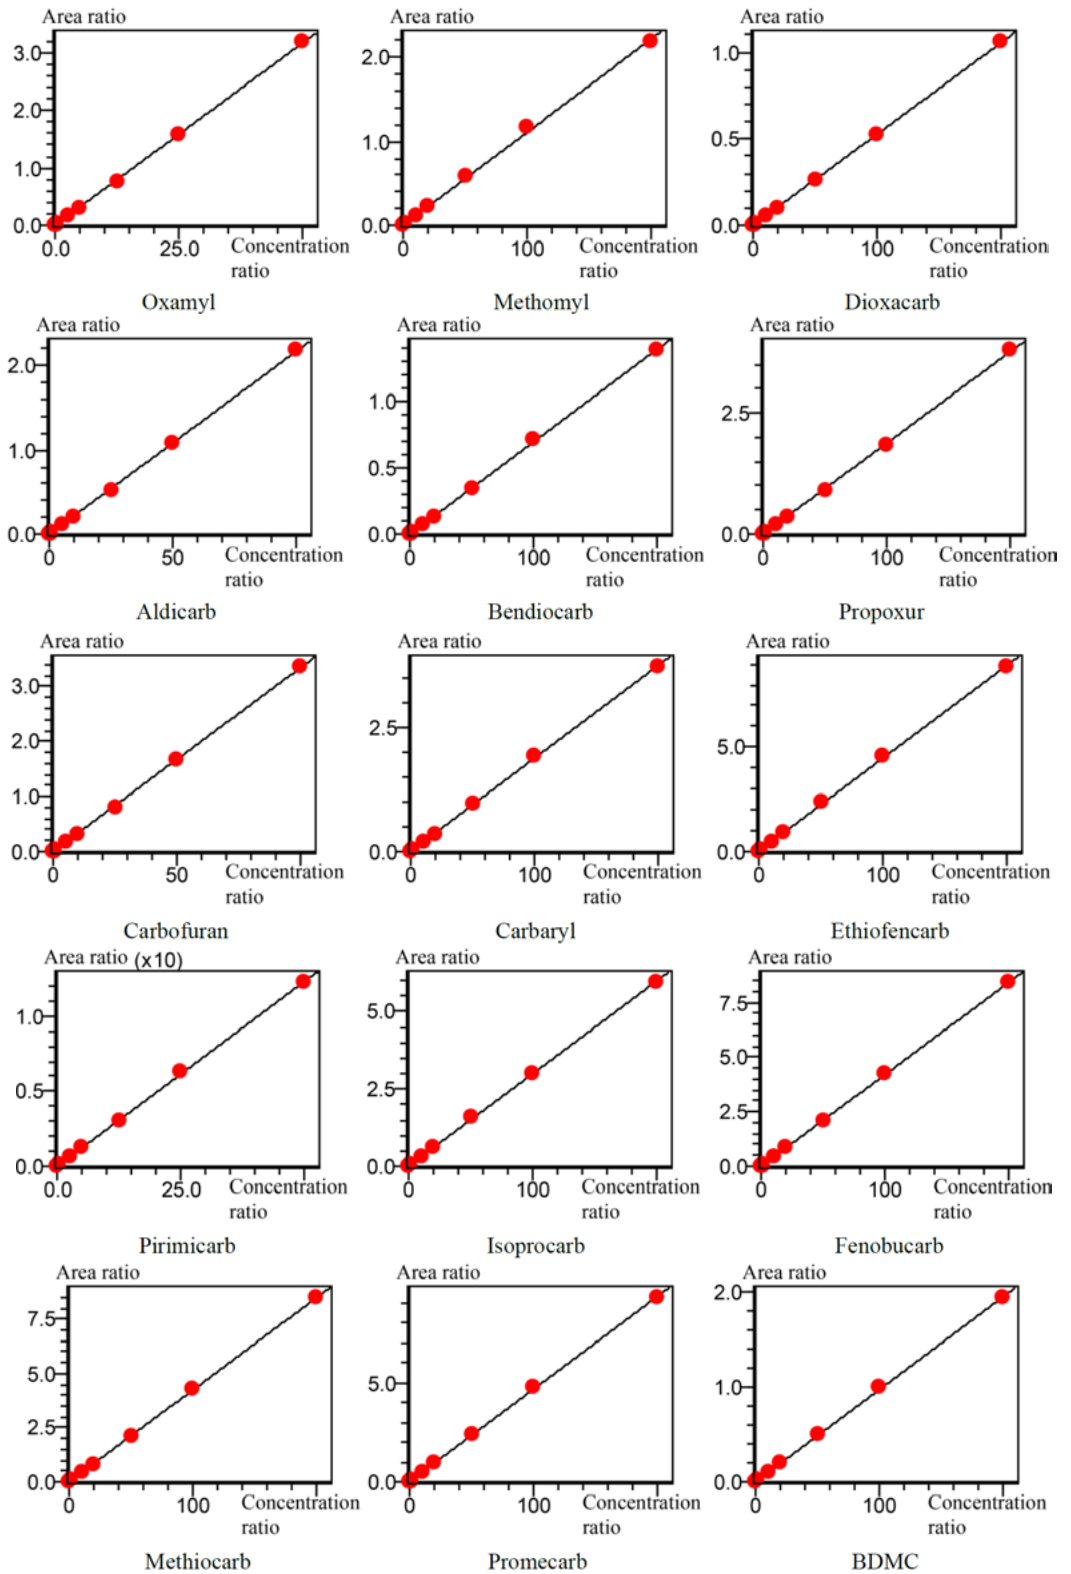 Area ratio
3.0
2.0
1.0
0.0
0.0
25.0
Concentration
ratio
Oxamyl
Area ratio
2.0
1.0
0.0
0
100
Concentration
ratio
Methomyl
Area ratio
1.0
0.5
0.0
0
100
Concentration
ratio
Dioxacarb
Area ratio
2.0
1.0
0.0
0
50
Concentration
ratio
Aldicarb
Area ratio
1.0
0.5
0.0
0
100
Concentration
ratio
Bendiocarb
Area ratio
2.5
0.0
0
100
Concentration
ratio
Propoxur
Area ratio
3.0
2.0
1.0
0.0
0
50
Concentration
ratio
Carbofuran
Area ratio
2.5
0.0
0
100
Concentration
ratio
Carbaryl
Area ratio
5.0
0.0
0
100
Concentration
ratio
Ethiofencarb
Area ratio (x10)
1.0
0.5
0.0
0.0
25.0
Concentration
ratio
Pirimicarb
Area ratio
5.0
2.5
0.0
0
100
Concentration
ratio
Isoprocarb
Area ratio
7.5
5.0
2.5
0.0
0
100
Concentration
ratio
Fenobucarb
Area ratio
7.5
5.0
2.5
0.0
0
100
Concentration
ratio
Methiocarb
Area ratio
5.0
0.0
0
100
Concentration
ratio
Promecarb
Area ratio
2.0
1.0
0.0
0
100
Concentration
ratio
BDMC